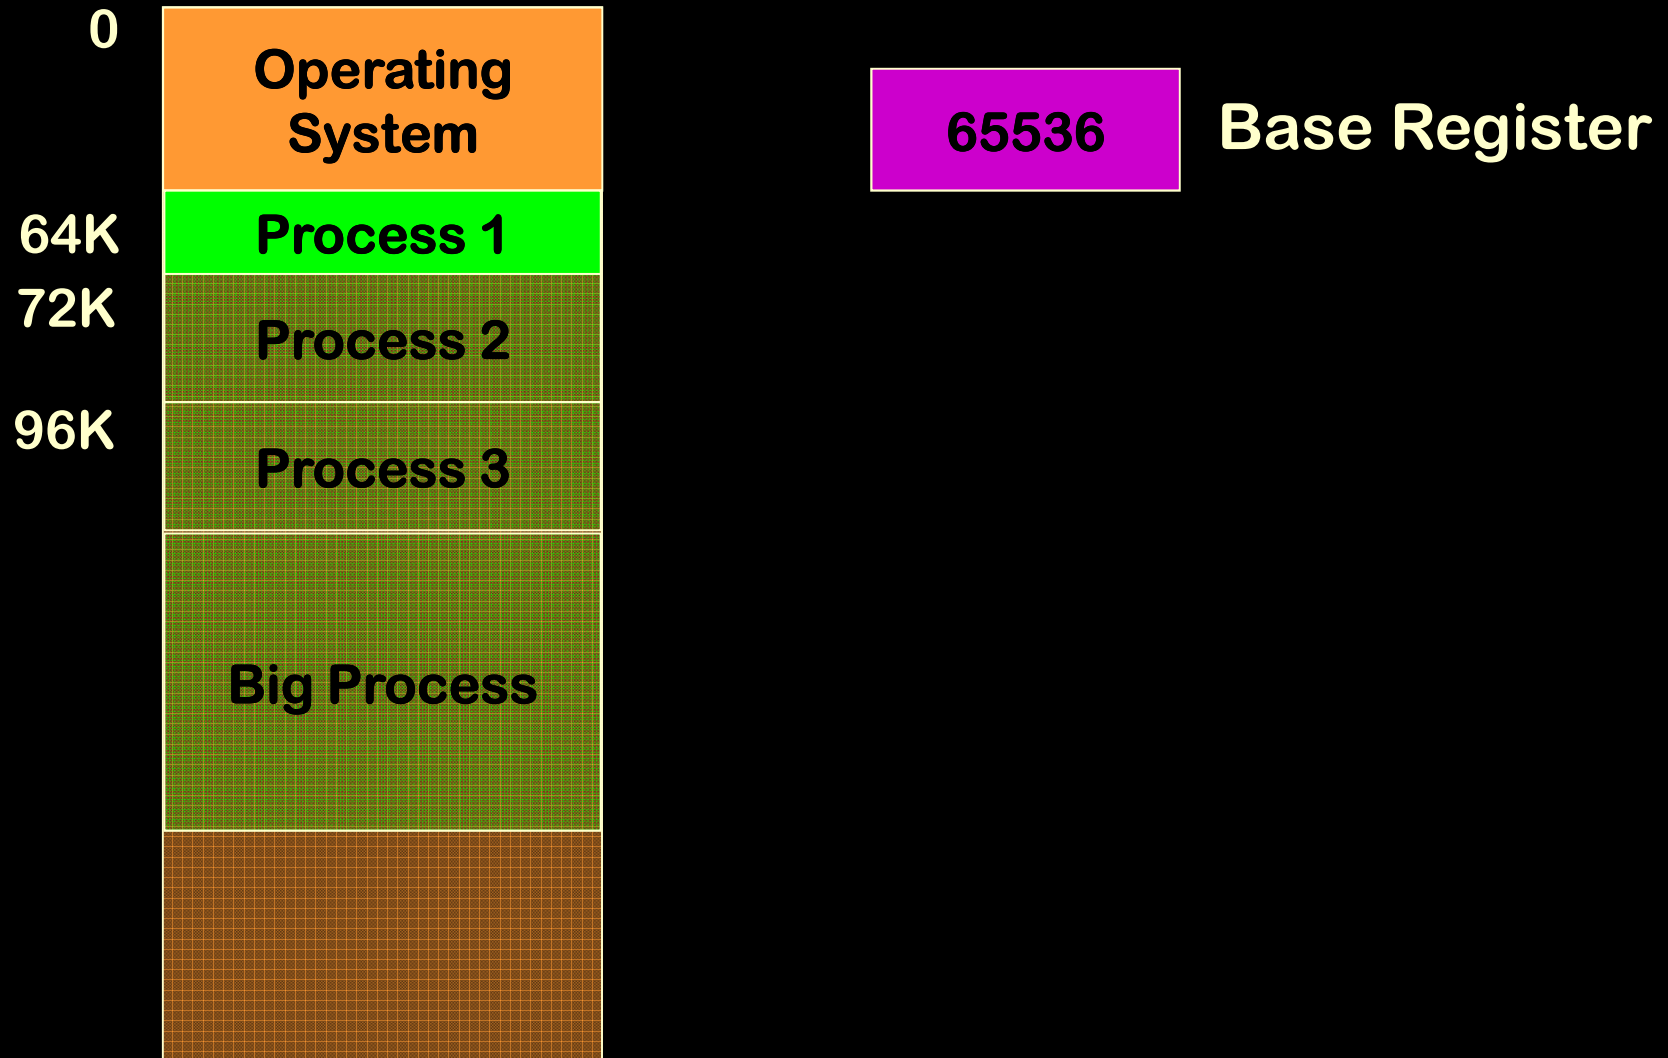 0
Operating
System
65536
Base Register
64K
Process 1
72K
Process 2
96K
Process 3
Big Process